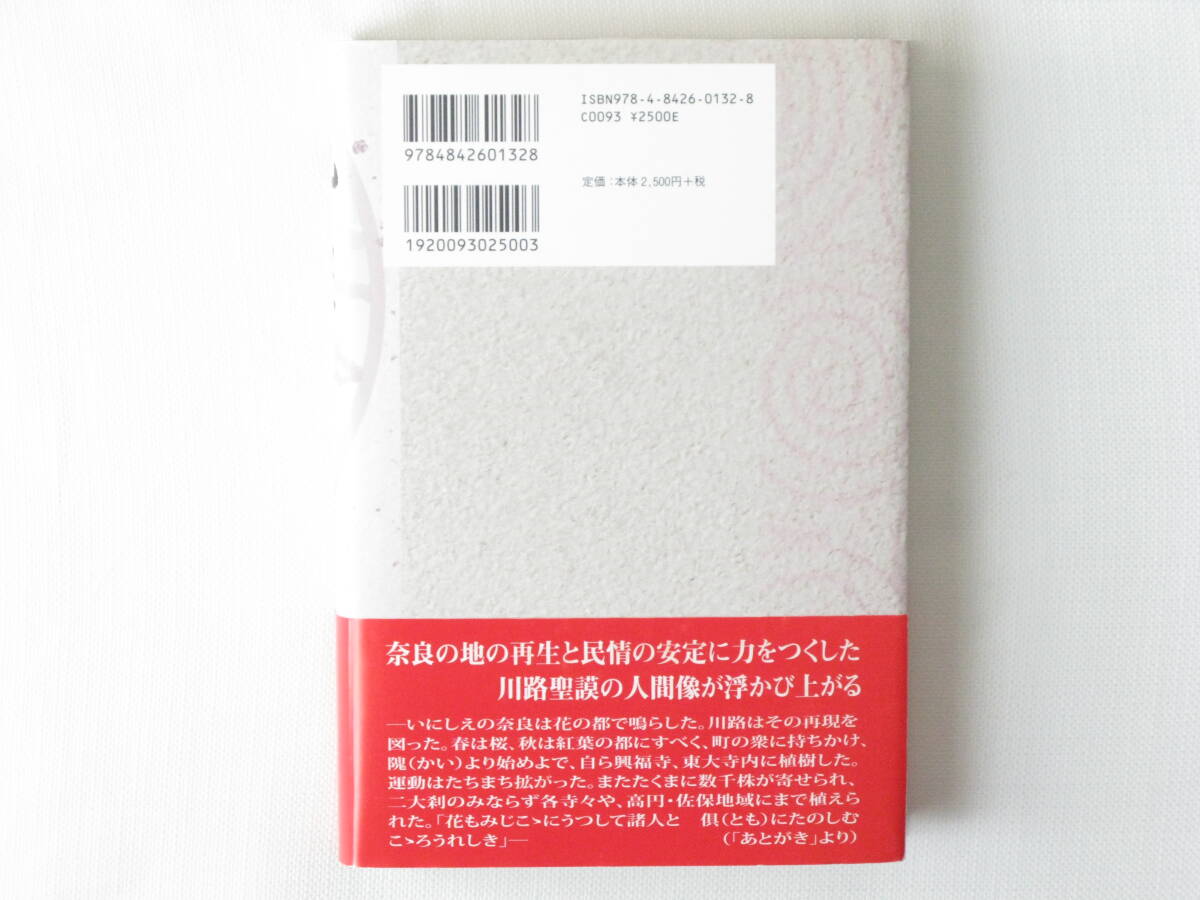 ISBN978-4-8426-0132-8
C0093 ¥2500E
9784842601328
定価：本体2,500円＋税
1920093025003
奈良の地の再生と民情の安定に力をつくした
川路聖謨の人間像が浮かび上がる
―いにしえの奈良は花の都で鳴らした。川路はその再現を
図った。春は桜、秋は紅葉の都にすべく、町の衆に持ちかけ、
隗（かい）より始めよで、自ら興福寺、東大寺内に植樹した。
運動はたちまち拡がった。またたくまに数千株が寄せられ、
二大刹のみならず各寺々や、高円・佐保地域にまで植えら
れた。「花もみじこゝにうつして諸人と　倶（とも）にたのしむ
こゝろうれしき」―　（「あとがき」より）